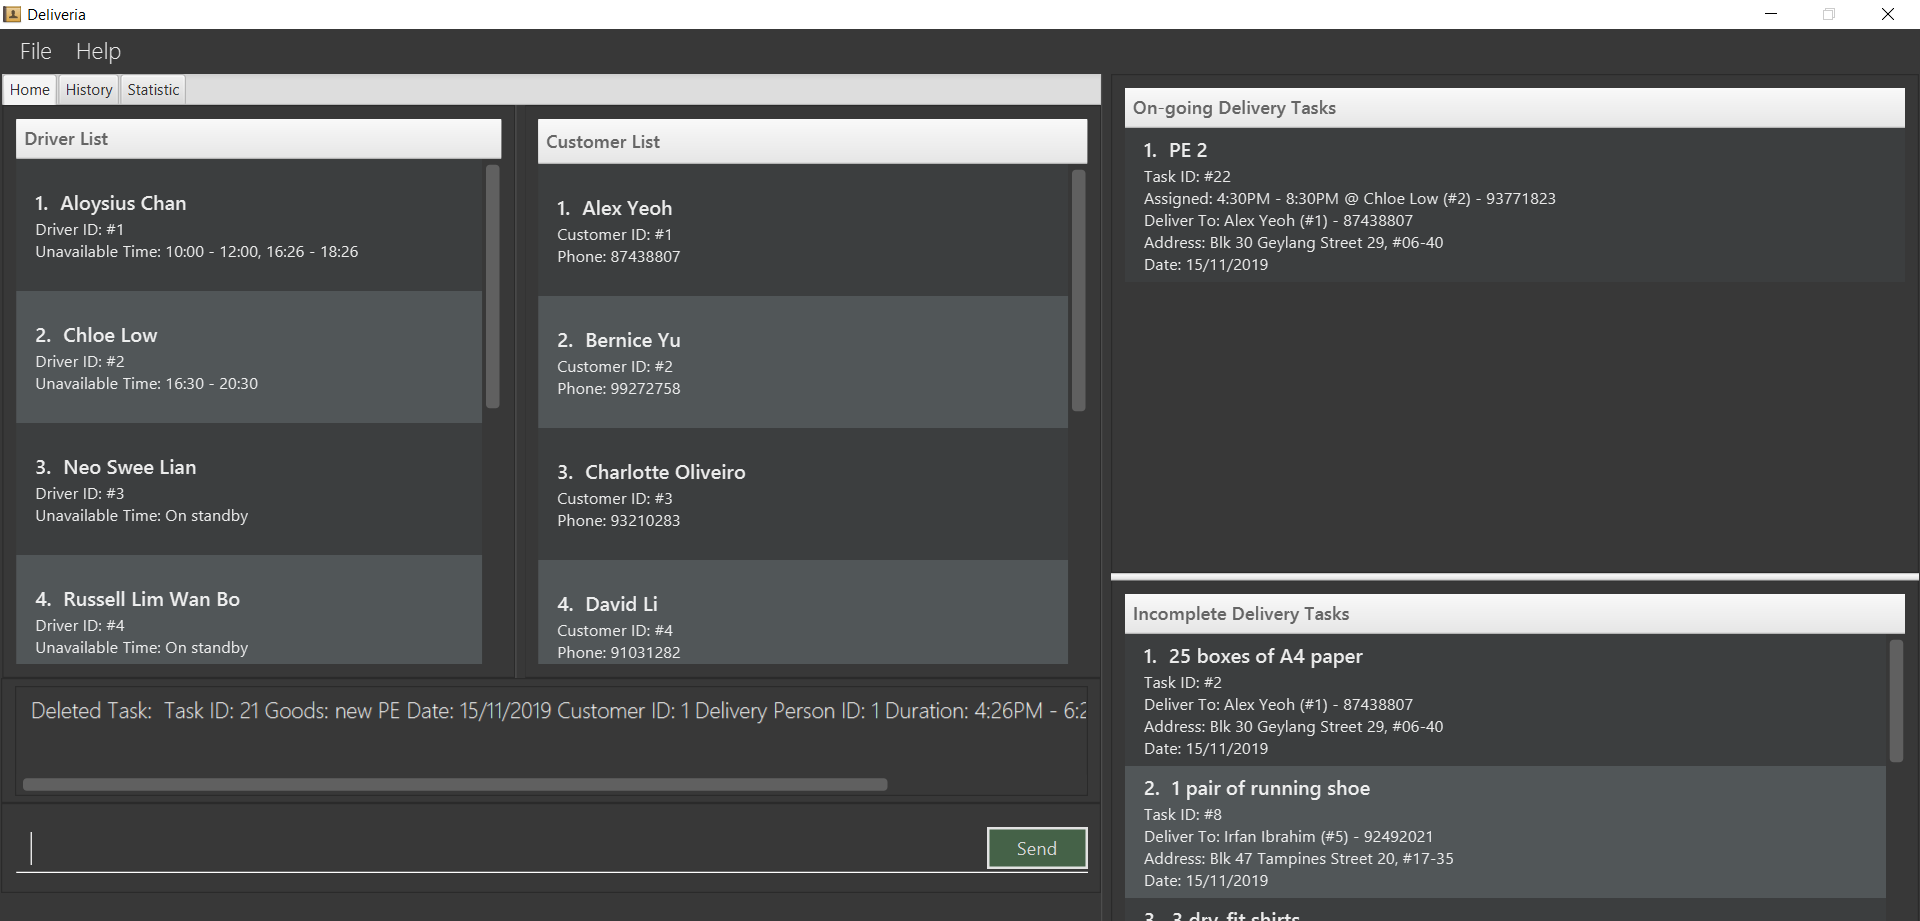 Deliveria
File Help
Home History Statistic
Driver List
1. Aloysius Chan
Driver ID: #1
Unavailable Time: 10:00 - 12:00, 16:26 - 18:26
2. Chloe Low
Driver ID: #2
Unavailable Time: 16:30 - 20:30
3. Neo Swee Lian
Driver ID: #3
Unavailable Time: On standby
4. Russell Lim Wan Bo
Driver ID: #4
Unavailable Time: On standby
Customer List
1. Alex Yeoh
Customer ID: #1
Phone: 87438807
2. Bernice Yu
Customer ID: #2
Phone: 99272758
3. Charlotte Oliveiro
Customer ID: #3
Phone: 93210283
4. David Li
Customer ID: #4
Phone: 91031282
Deleted Task: Task ID: 21 Goods: new PE Date: 15/11/2019 Customer ID: 1 Delivery Person ID: 1 Duration: 4:26PM -
Send
On-going Delivery Tasks
1. PE 2
Task ID: #22
Assigned: 4:30PM - 8:30PM @ Chloe Low (#2) - 93771823
Deliver To: Alex Yeoh (#1) - 87438807
Address: Blk 30 Geylang Street 29, #06-40
Date: 15/11/2019
Incomplete Delivery Tasks
1. 25 boxes of A4 paper
Task ID: #2
Deliver To: Alex Yeoh (#1) - 87438807
Address: Blk 30 Geylang Street 29, #06-40
Date: 15/11/2019
2. 1 pair of running shoe
Task ID: #8
Deliver To: Irfan Ibrahim (#5) - 92492021
Address: Blk 47 Tampines Street 20, #17-35
Date: 15/11/2019
3. 3 dry-fit shirts